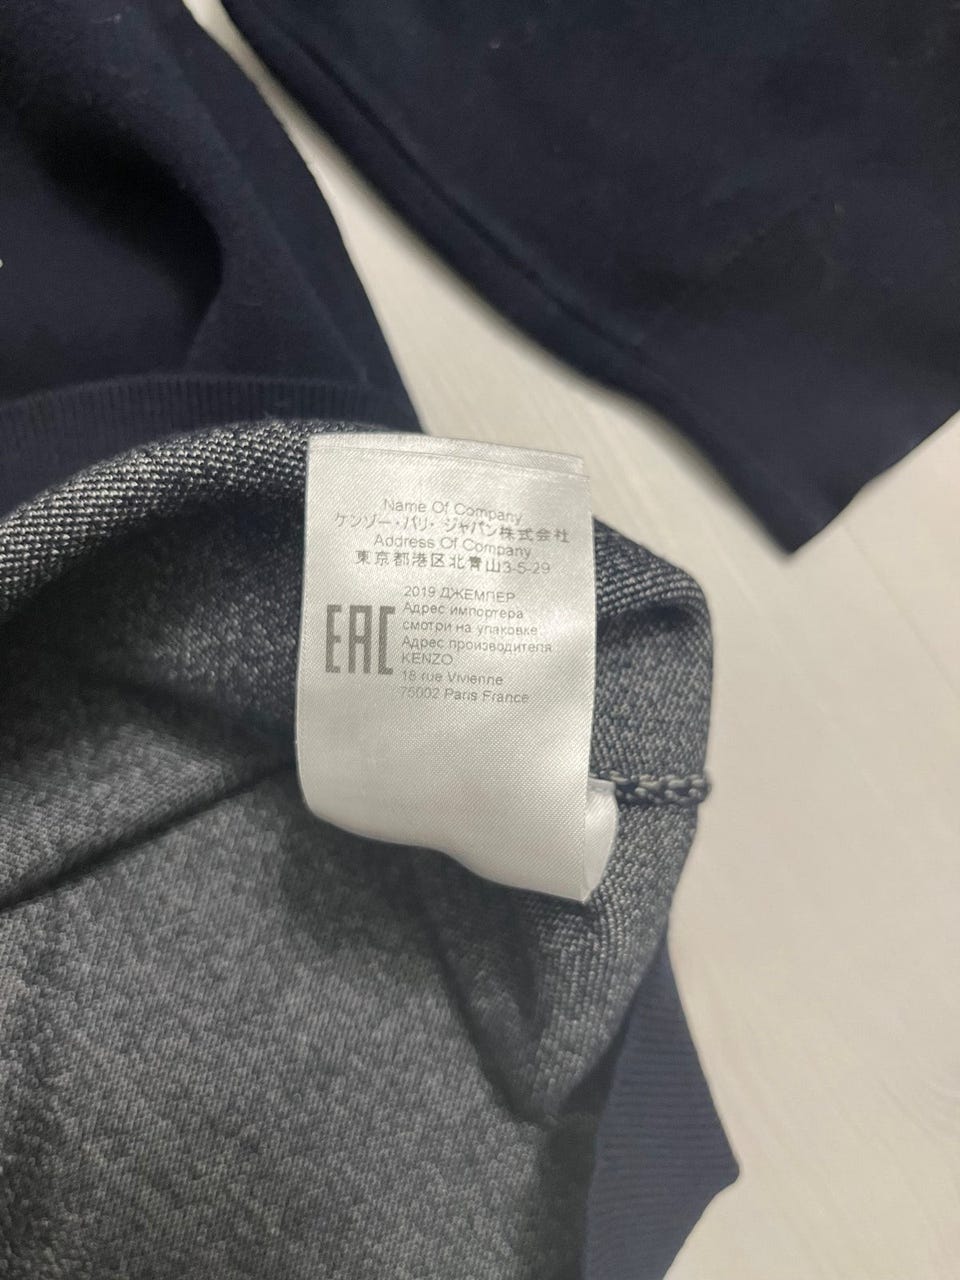 Name Of Company
ケンゾー・パリ・ジャパン株式会社
Address Of Company
東京都港区北青山3-5-29
EAC
2019 ДЖЕМПЕР
Адрес импортера
смотри на упаковке
Адрес производителя
KENZO
18 rue Vivienne
75002 Paris France